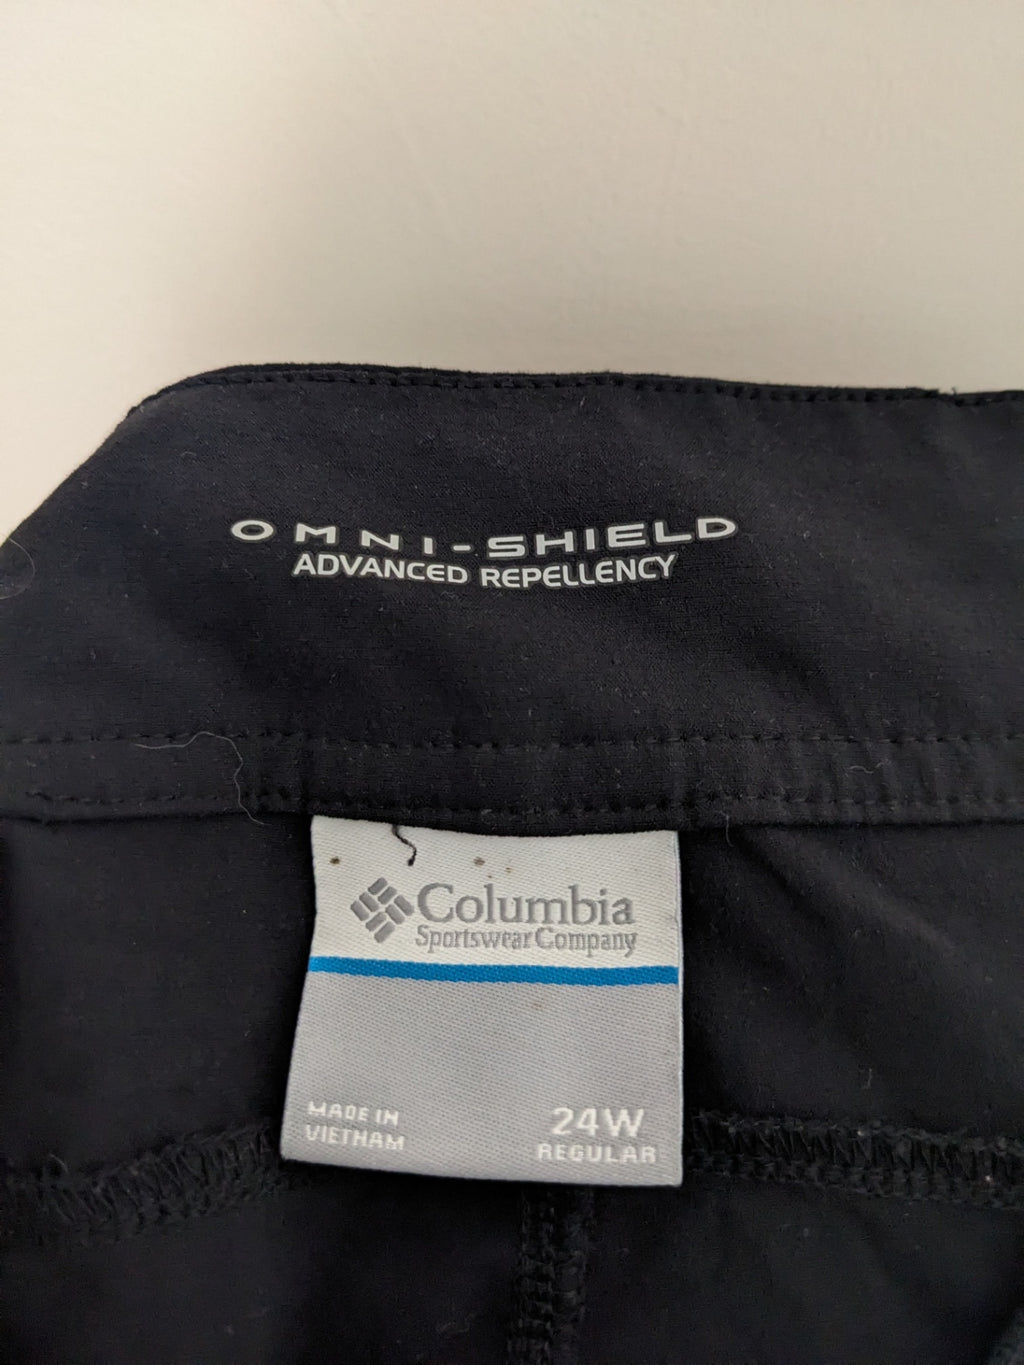 OMNI-SHIELD
ADVANCED REPELLENCY
Columbia
Sportswear Company
MADE IN
VIETNAM
24W
REGULAR